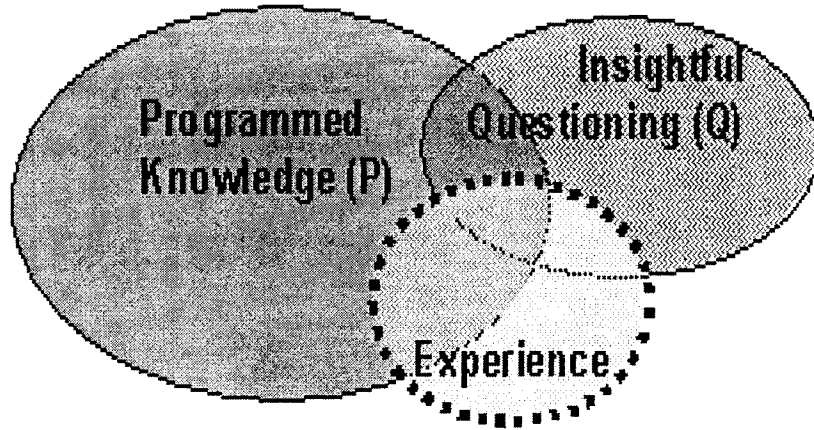 Programmed
Knowledge (P)
Insightful
Questioning (Q)
Experience